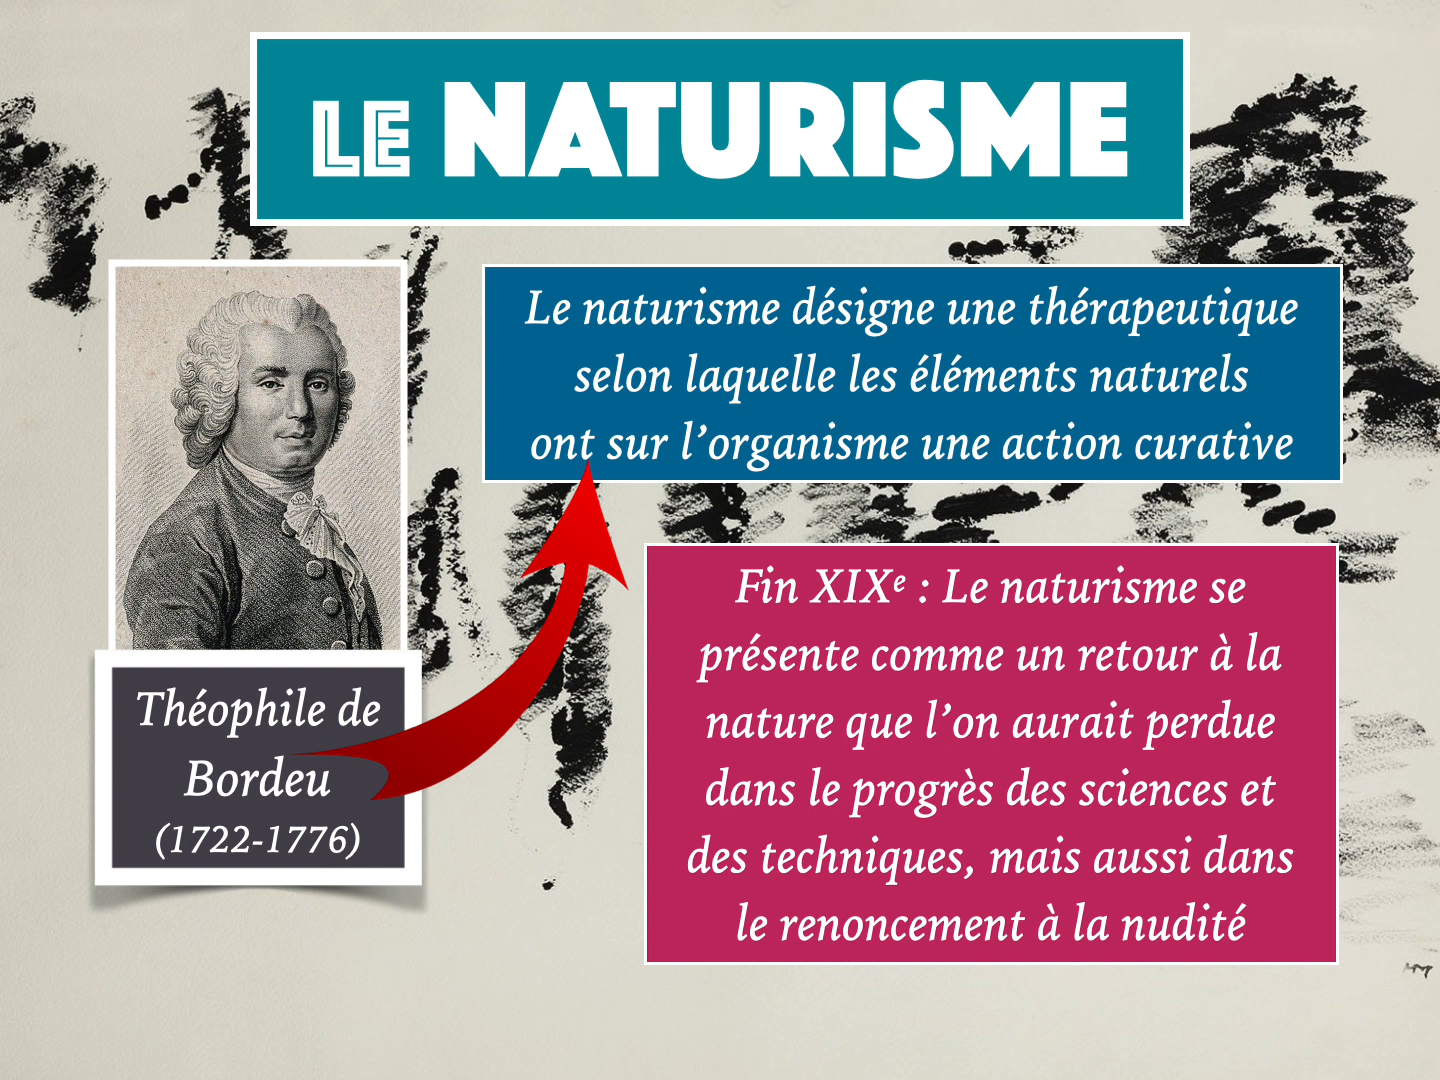 LE NATURISME
Le naturisme désigne une thérapeutique
selon laquelle les éléments naturels
ont sur l'organisme une action curative
Théophile de
Bordeu
(1722-1776)
Fin XIXe : Le naturisme se
présente comme un retour à la
nature que l'on aurait perdue
dans le progrès des sciences et
des techniques, mais aussi dans
le renoncement à la nudité